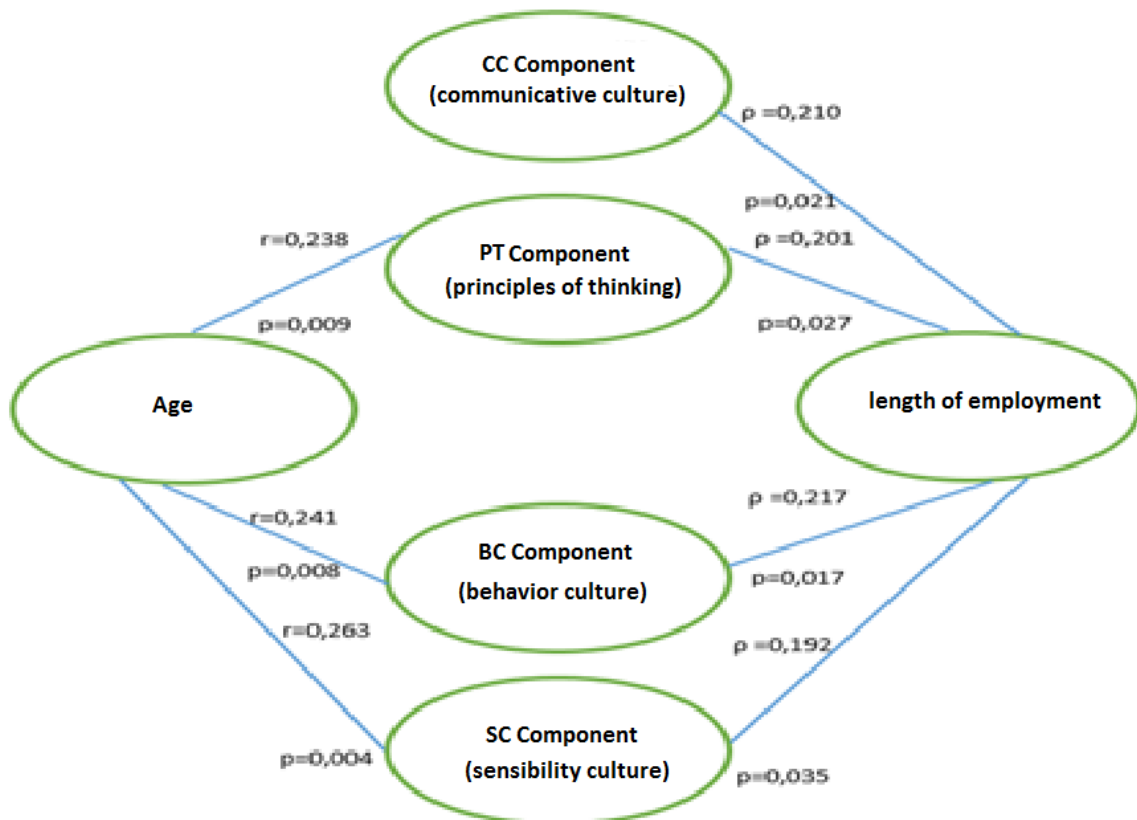 CC Component
(communicative culture)
ρ =0,210
p=0,021
r=0,238
PT Component
(principles of thinking)
ρ =0,201
p=0,009
p=0,027
Age
length of employment
r=0,241
BC Component
(behavior culture)
ρ =0,217
p=0,008
p=0,017
r=0,263
ρ =0,192
SC Component
(sensibility culture)
p=0,004
p=0,035